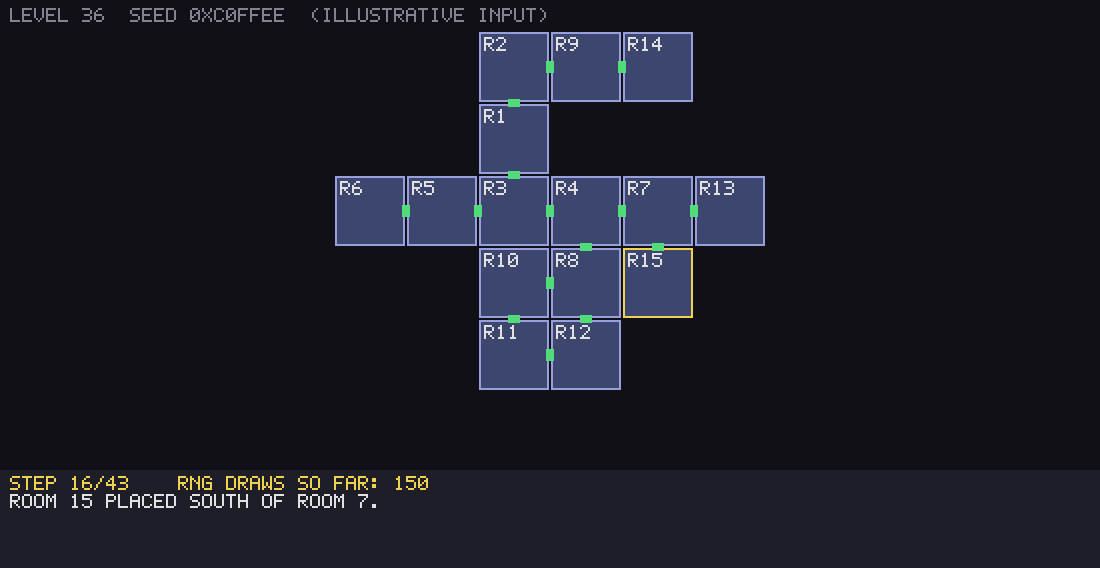 LEVEL 36  SEED 0XC0FFEE  (ILLUSTRATIVE INPUT)
R2 R9 R14
R1
R6 R5 R3 R4 R7 R13
R10 R8 R15
R11 R12
STEP 16/43    RNG DRAWS SO FAR: 150
ROOM 15 PLACED SOUTH OF ROOM 7.